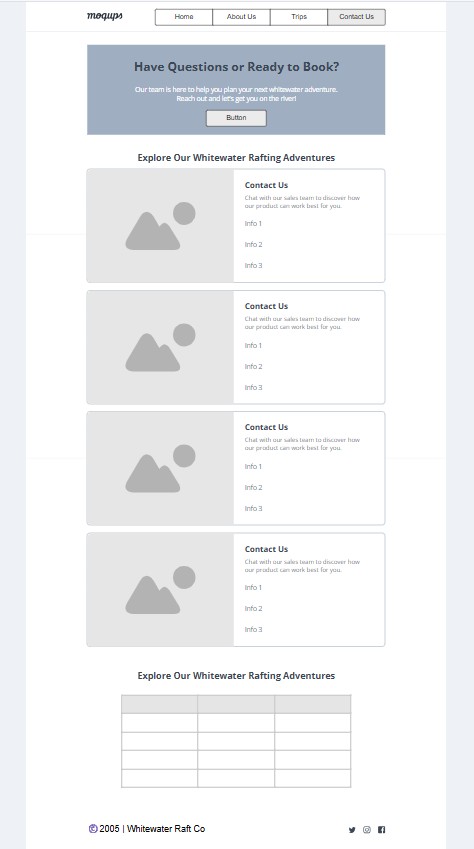 moqups
Home
About Us
Trips
Contact Us
Have Questions or Ready to Book?
Our team is here to help you plan your next whitewater adventure.
Reach out and let's get you on the river!
Button
Explore Our Whitewater Rafting Adventures
Contact Us
Chat with our sales team to discover how
our product can work best for you.
Info 1
Info 2
Info 3
Contact Us
Chat with our sales team to discover how
our product can work best for you.
Info 1
Info 2
Info 3
Contact Us
Chat with our sales team to discover how
our product can work best for you.
Info 1
Info 2
Info 3
Contact Us
Chat with our sales team to discover how
our product can work best for you.
Info 1
Info 2
Info 3
Explore Our Whitewater Rafting Adventures
© 2005 | Whitewater Raft Co